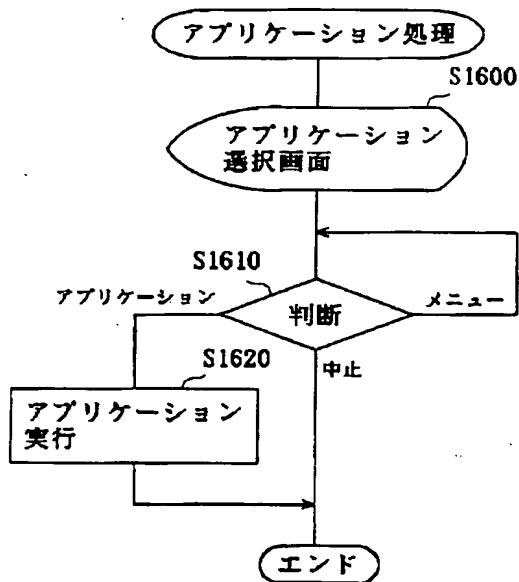 アプリケーション処理
S1600
アプリケーション
選択画面
S1610
アプリケーション
判断
メニュー
中止
S1620
アプリケーション
実行
エンド